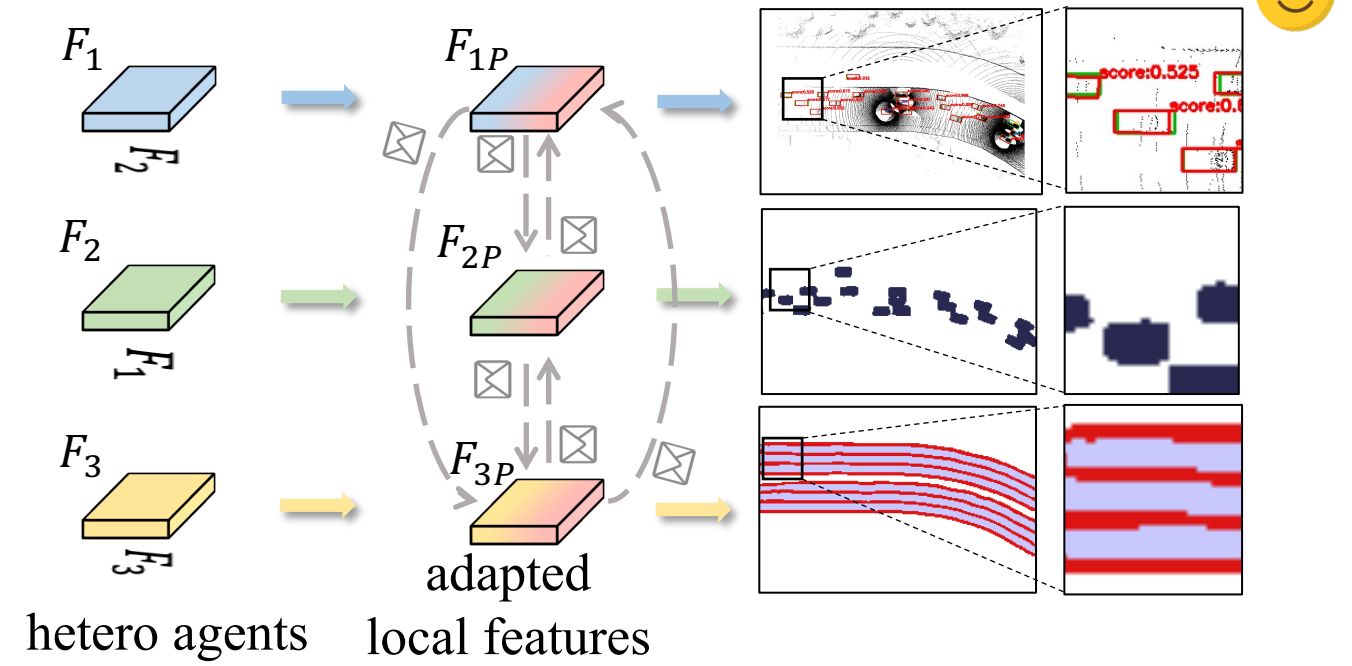 F₁
F₂
F₂
F₁
F₃
F₃
hetero agents
F₁P
F₂P
F₃P
adapted
local features
score:0.525